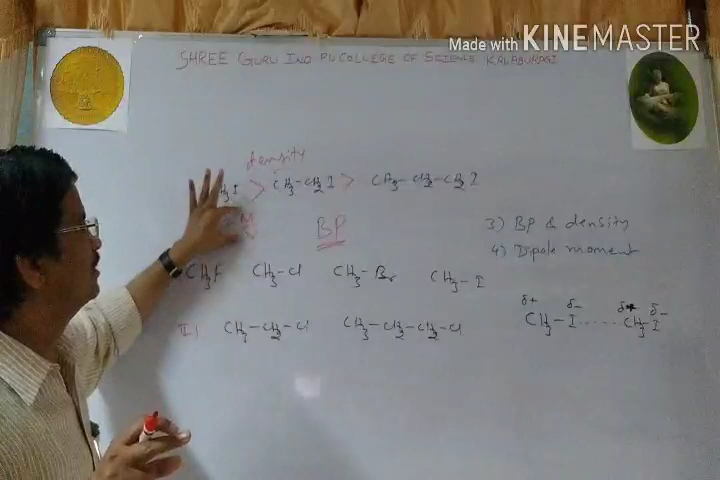 Made with KINEMASTER
SHREE GURU IND PU COLLEGE OF SCIENCE KALABURAGI
density
H3I > CH3-CH2I > CH3-CH2-CH2I
BP
3) BP & density
4) Dipole moment
CH3F CH3-Cl CH3-Br CH3-I
δ+ δ- δ+ δ-
CH3-I.....CH3-I
II) CH3-CH2-Cl CH3-CH2-CH2-Cl